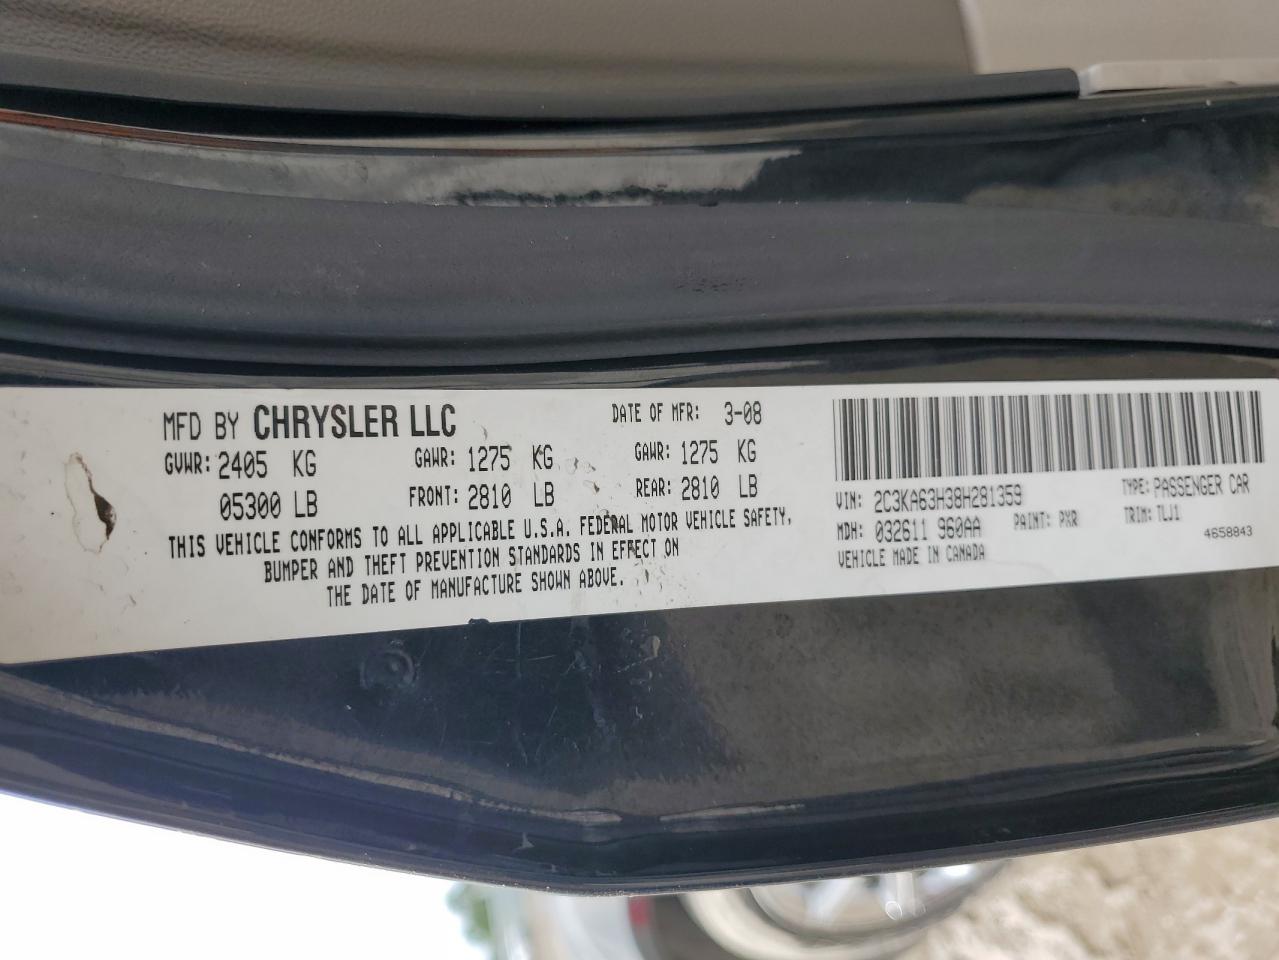 MFD BY CHRYSLER LLC DATE OF MFR: 3-08
GVWR: 2405 KG GAWR: 1275 KG GAWR: 1275 KG
05300 LB FRONT: 2810 LB REAR: 2810 LB
THIS VEHICLE CONFORMS TO ALL APPLICABLE U.S.A. FEDERAL MOTOR VEHICLE SAFETY,
BUMPER AND THEFT PREVENTION STANDARDS IN EFFECT ON
THE DATE OF MANUFACTURE SHOWN ABOVE.
VIN: 2C3KA63H38H281359 TYPE: PASSENGER CAR
MDH: 032611 960AA PAINT: PXR TRIM: TLJ1
VEHICLE MADE IN CANADA 4658843